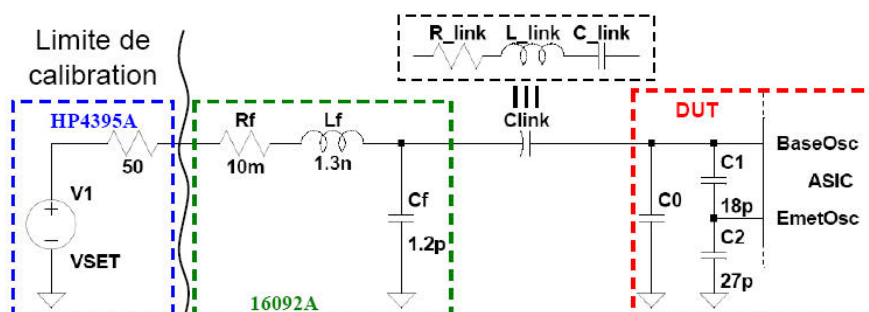 R_link L_link C_link
Limite de
calibration
HP4395A
Clink
DUT
Rf
Lf
BaseOsc
50
10m
1.3n
C1
ASIC
V1
Cf
C0
18p
EmetOsc
C2
VSET
1.2p
27p
16092A